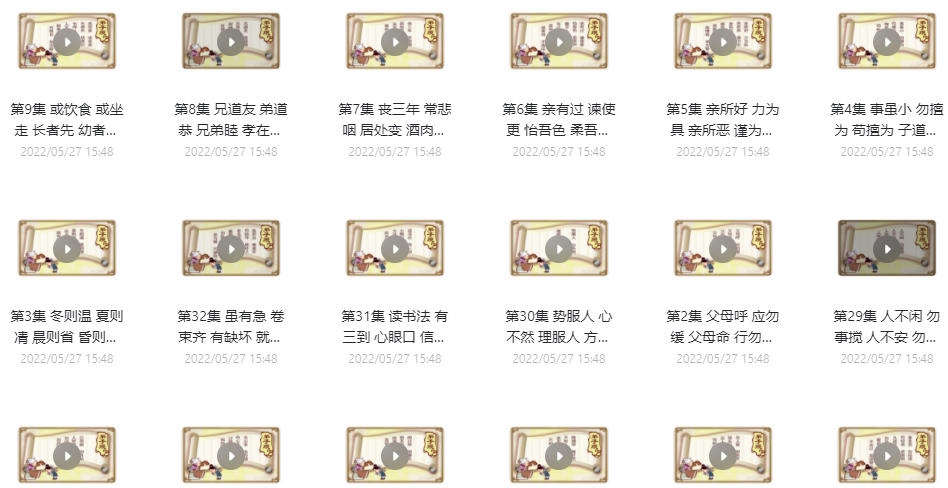 第9集 或饮食 或坐
走 长者先 幼者...
2022/05/27 15:48
第8集 兄道友 弟道
恭 兄弟睦 孝在...
2022/05/27 15:48
第7集 丧三年 常悲
咽 居处变 酒肉...
2022/05/27 15:48
第6集 亲有过 谏使
更 怡吾色 柔吾...
2022/05/27 15:48
第5集 亲所好 力为
具 亲所恶 谨为...
2022/05/27 15:48
第4集 事虽小 勿擅
为 苟擅为 子道...
2022/05/27 15:48
第3集 冬则温 夏则
凊 晨则省 昏则...
2022/05/27 15:48
第32集 虽有急 卷
束齐 有缺坏 就...
2022/05/27 15:48
第31集 读书法 有
三到 心眼口 信...
2022/05/27 15:48
第30集 势服人 心
不然 理服人 方...
2022/05/27 15:48
第2集 父母呼 应勿
缓 父母命 行勿...
2022/05/27 15:48
第29集 人不闲 勿
事搅 人不安 勿...
2022/05/27 15:48